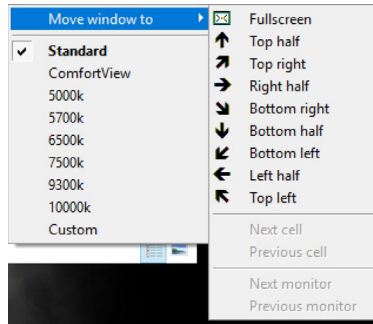 Move window to
Standard
ComfortView
5000k
5700k
6500k
7500k
9300k
10000k
Custom
Fullscreen
Top half
Top right
Right half
Bottom right
Bottom half
Bottom left
Left half
Top left
Next cell
Previous cell
Next monitor
Previous monitor